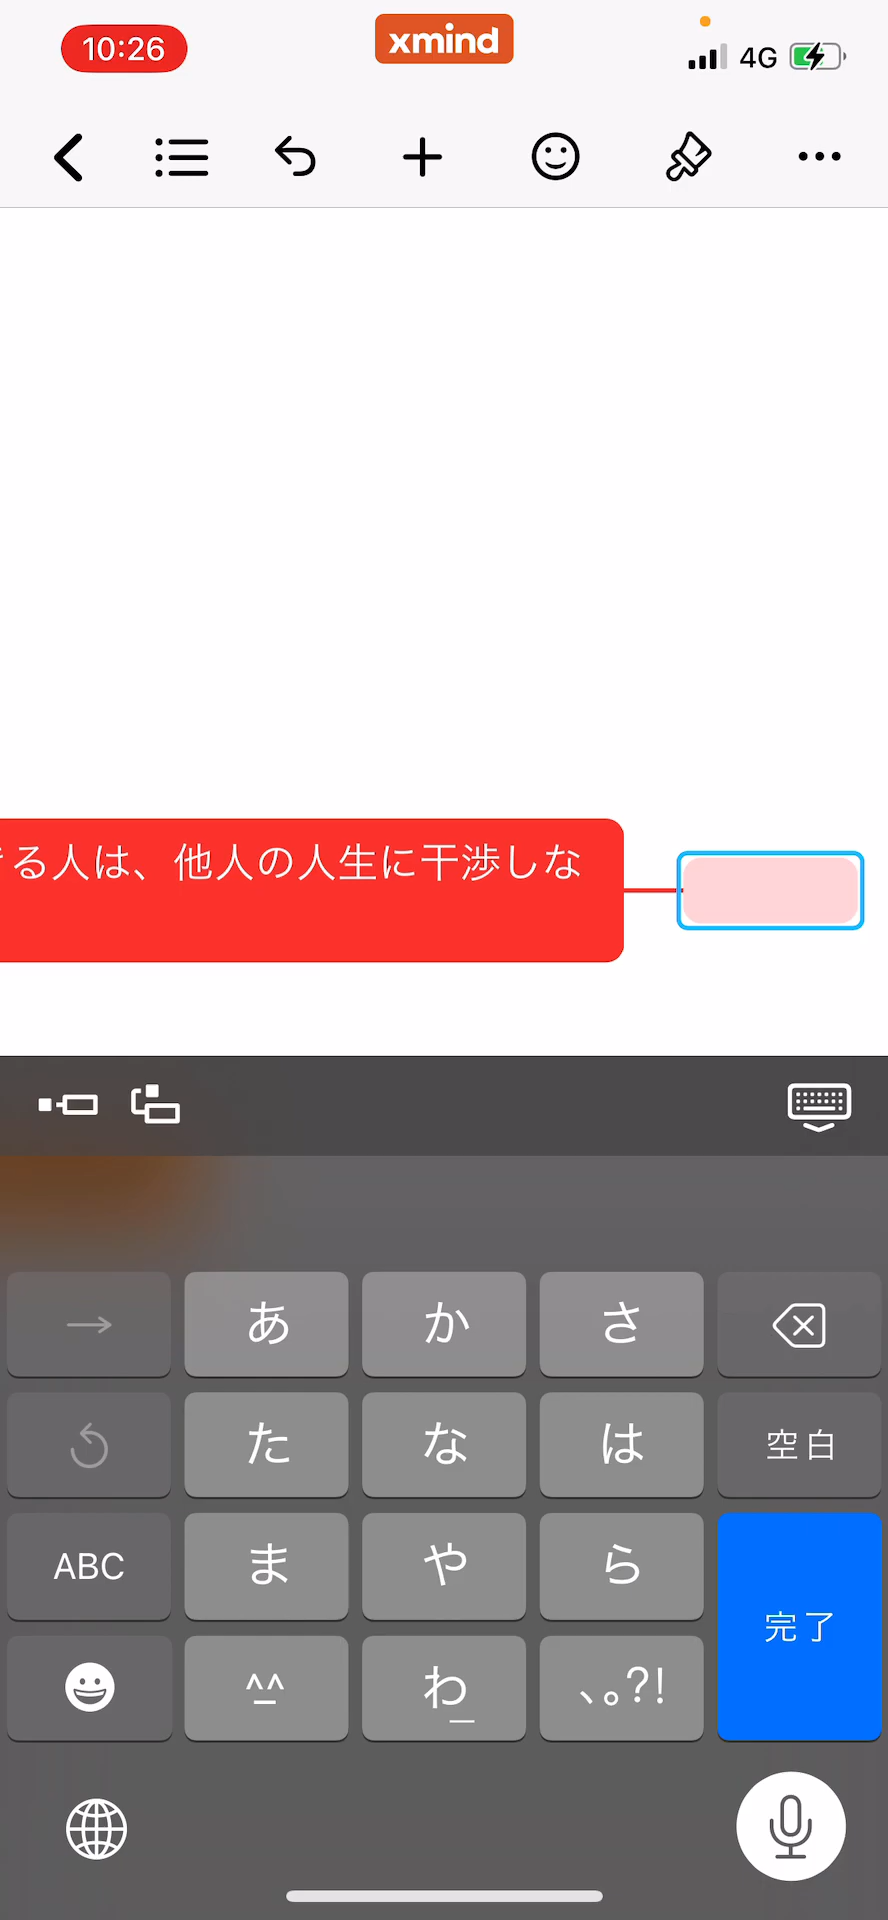 10:26
xmind
4G
る人は、他人の人生に干渉しな
→
あ
か
さ
た
な
は
空白
ABC
ま
や
ら
完了
^_^
わ_
、。?!